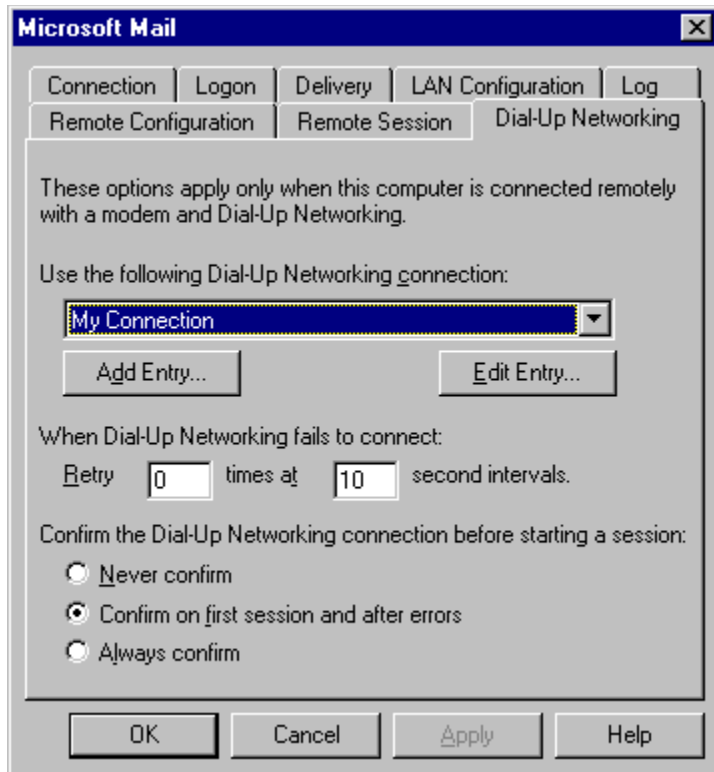 Microsoft Mail
Connection Logon Delivery LAN Configuration Log
Remote Configuration Remote Session Dial-Up Networking
These options apply only when this computer is connected remotely
with a modem and Dial-Up Networking.
Use the following Dial-Up Networking connection:
My Connection
Add Entry... Edit Entry...
When Dial-Up Networking fails to connect:
Retry 0 times at 10 second intervals.
Confirm the Dial-Up Networking connection before starting a session:
Never confirm
Confirm on first session and after errors
Always confirm
OK Cancel Apply Help